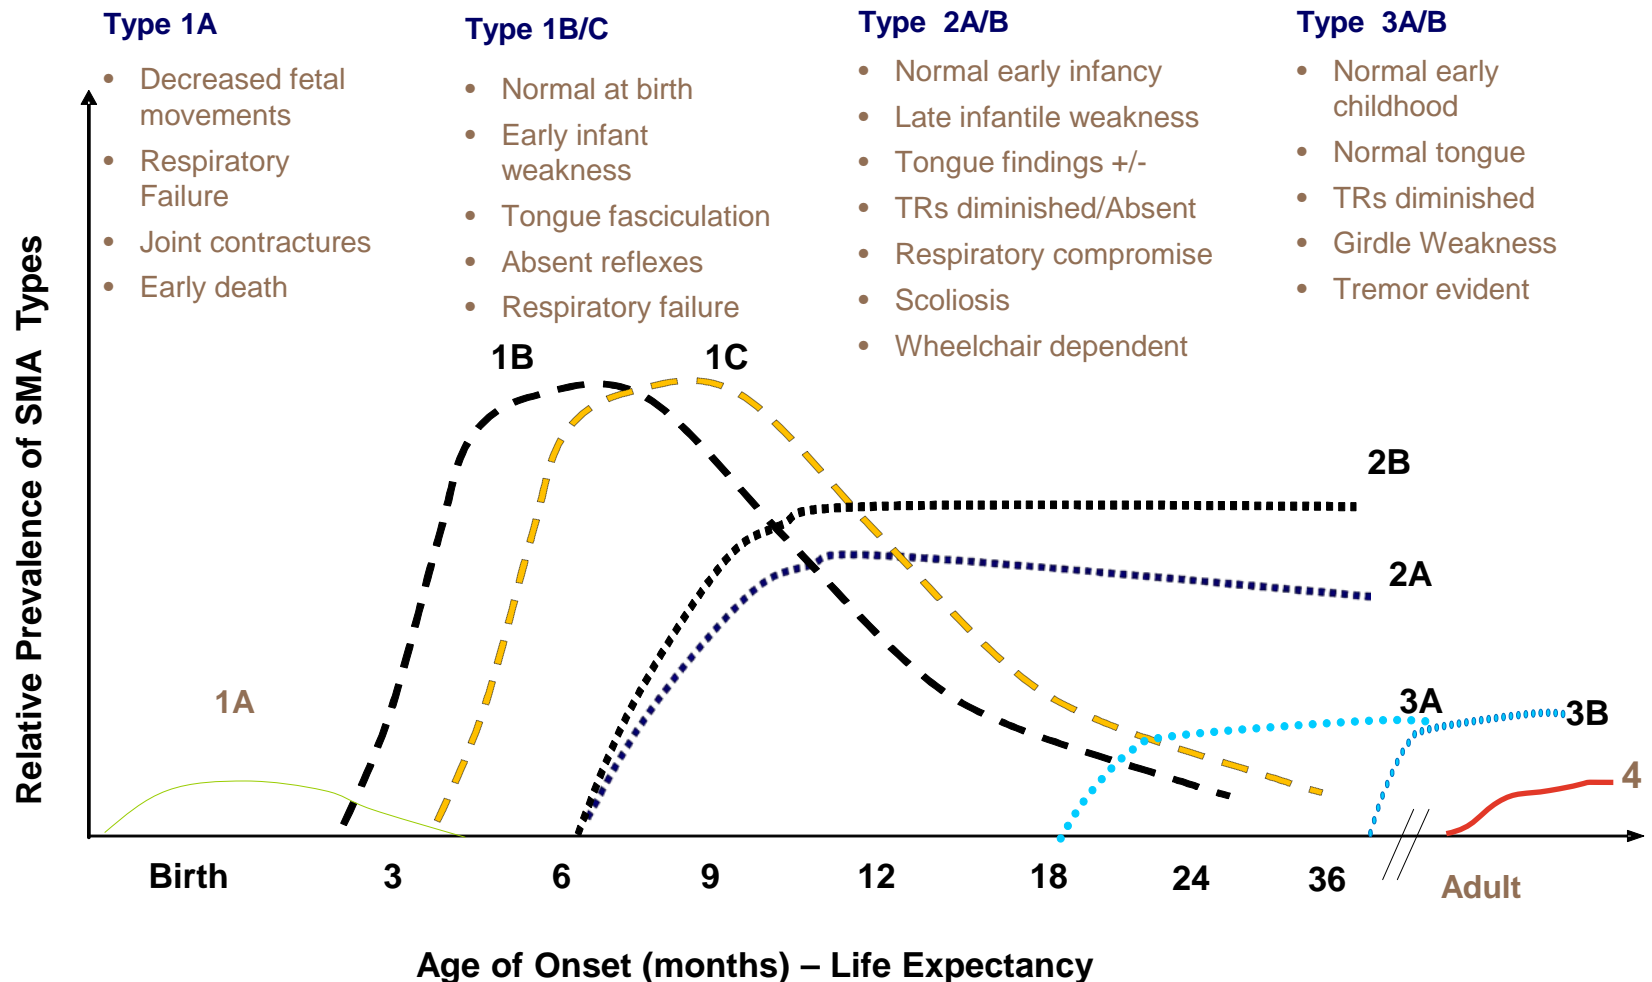 Type 1A
• Decreased fetal
movements
• Respiratory
Failure
• Joint contractures
• Early death
Type 1B/C
• Normal at birth
• Early infant
weakness
• Tongue fasciculation
• Absent reflexes
• Respiratory failure
Type 2A/B
• Normal early infancy
• Late infantile weakness
• Tongue findings +/-
• TRs diminished/Absent
• Respiratory compromise
• Scoliosis
• Wheelchair dependent
Type 3A/B
• Normal early
childhood
• Normal tongue
• TRs diminished
• Girdle Weakness
• Tremor evident
Relative Prevalence of SMA Types
1A
1B
1C
2B
2A
3A
3B
4
Birth 3 6 9 12 18 24 36 Adult
Age of Onset (months) – Life Expectancy